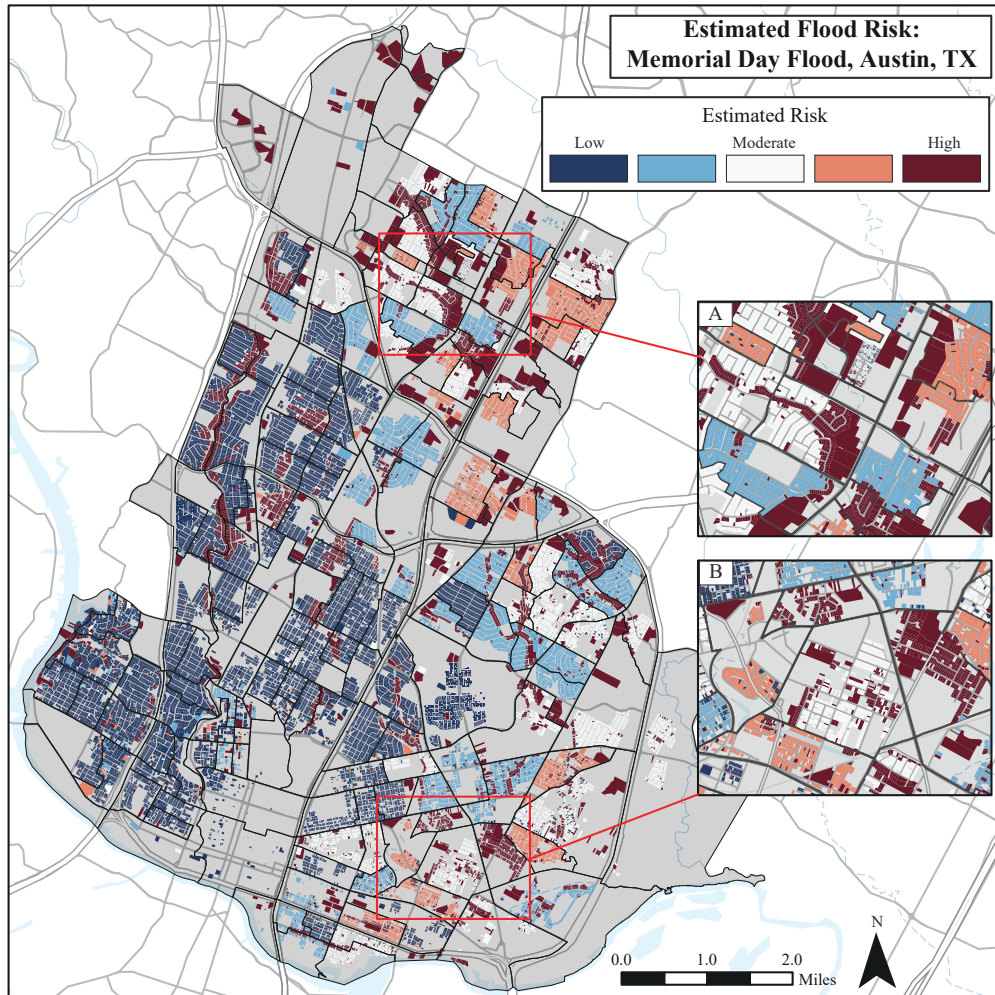 Estimated Flood Risk:
Memorial Day Flood, Austin, TX
Estimated Risk
Low Moderate High
A
B
N
0.0 1.0 2.0
Miles